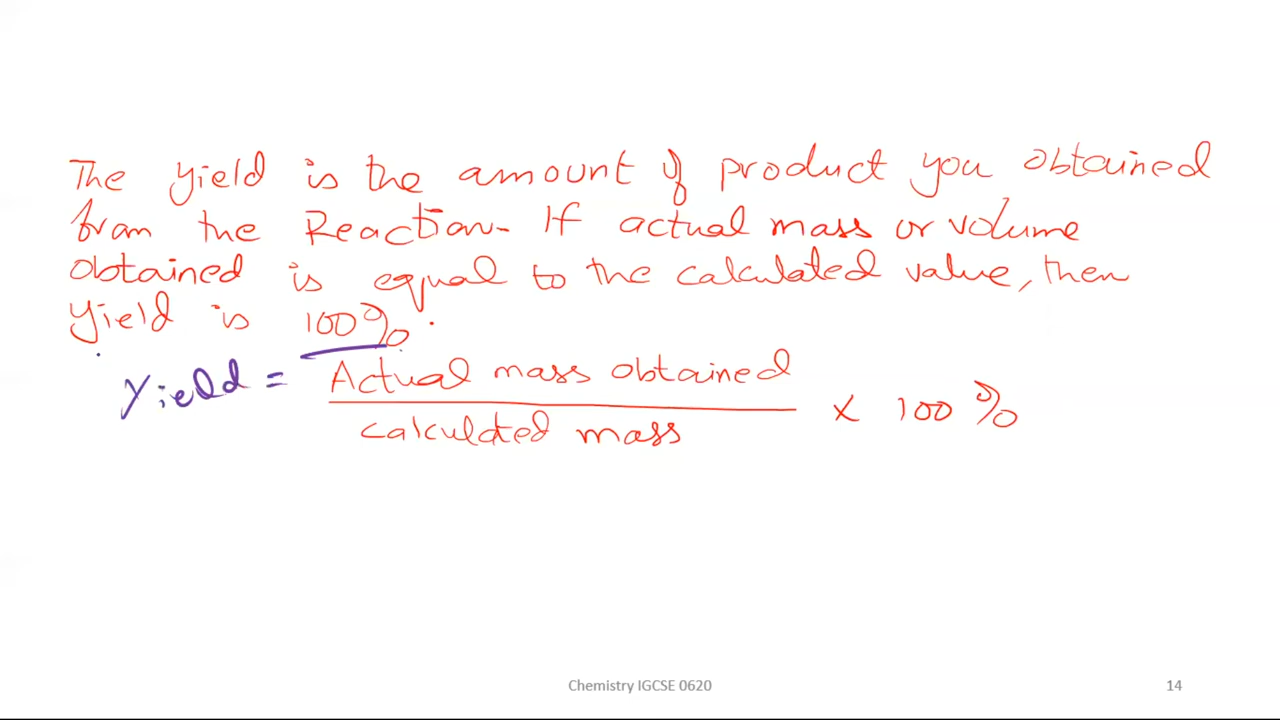 The Yield is the amount of product you obtained
from the Reaction. If actual mass or volume
obtained is equal to the calculated value, then
Yield is 100%.
Yield = Actual mass obtained
calculated mass
x 100%
Chemistry IGCSE 0620
14